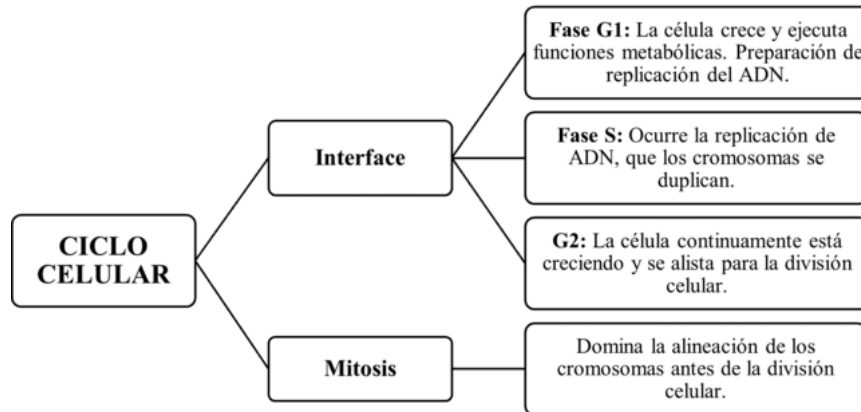 CICLO
CELULAR
Interface
Fase G1: La célula crece y ejecuta
funciones metabólicas. Preparación de
replicación del ADN.
Fase S: Ocurre la replicación de
ADN, que los cromosomas se
duplican.
G2: La célula continuamente está
creciendo y se alista para la división
celular.
Mitosis
Domina la alineación de los
cromosomas antes de la división
celular.